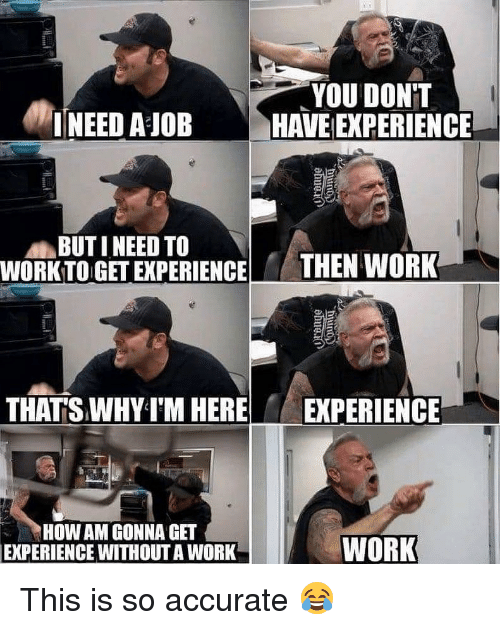 I NEED A JOB
YOU DON'T
HAVE EXPERIENCE
BUT I NEED TO
WORK TO GET EXPERIENCE
THEN WORK
THAT'S WHY I'M HERE
EXPERIENCE
HOW AM GONNA GET
EXPERIENCE WITHOUT A WORK
WORK
This is so accurate 😂